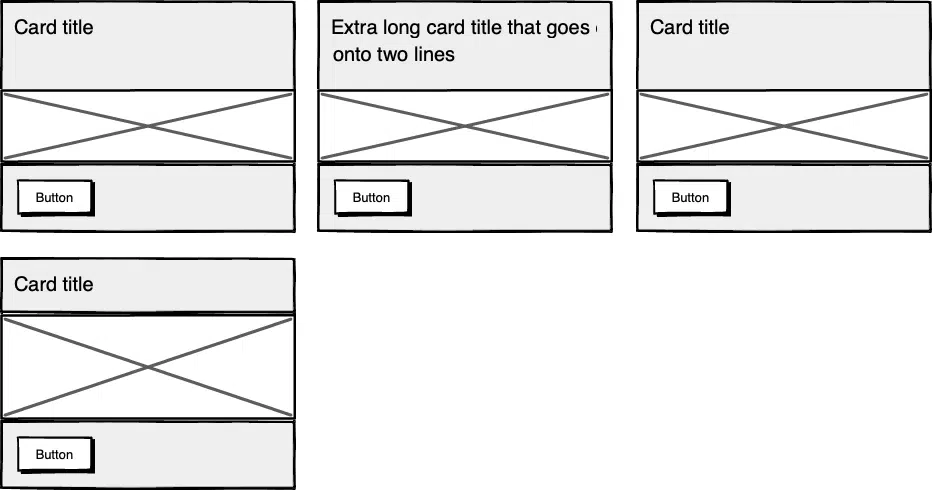 Card title
Extra long card title that goes
onto two lines
Card title
Button
Button
Button
Card title
Button